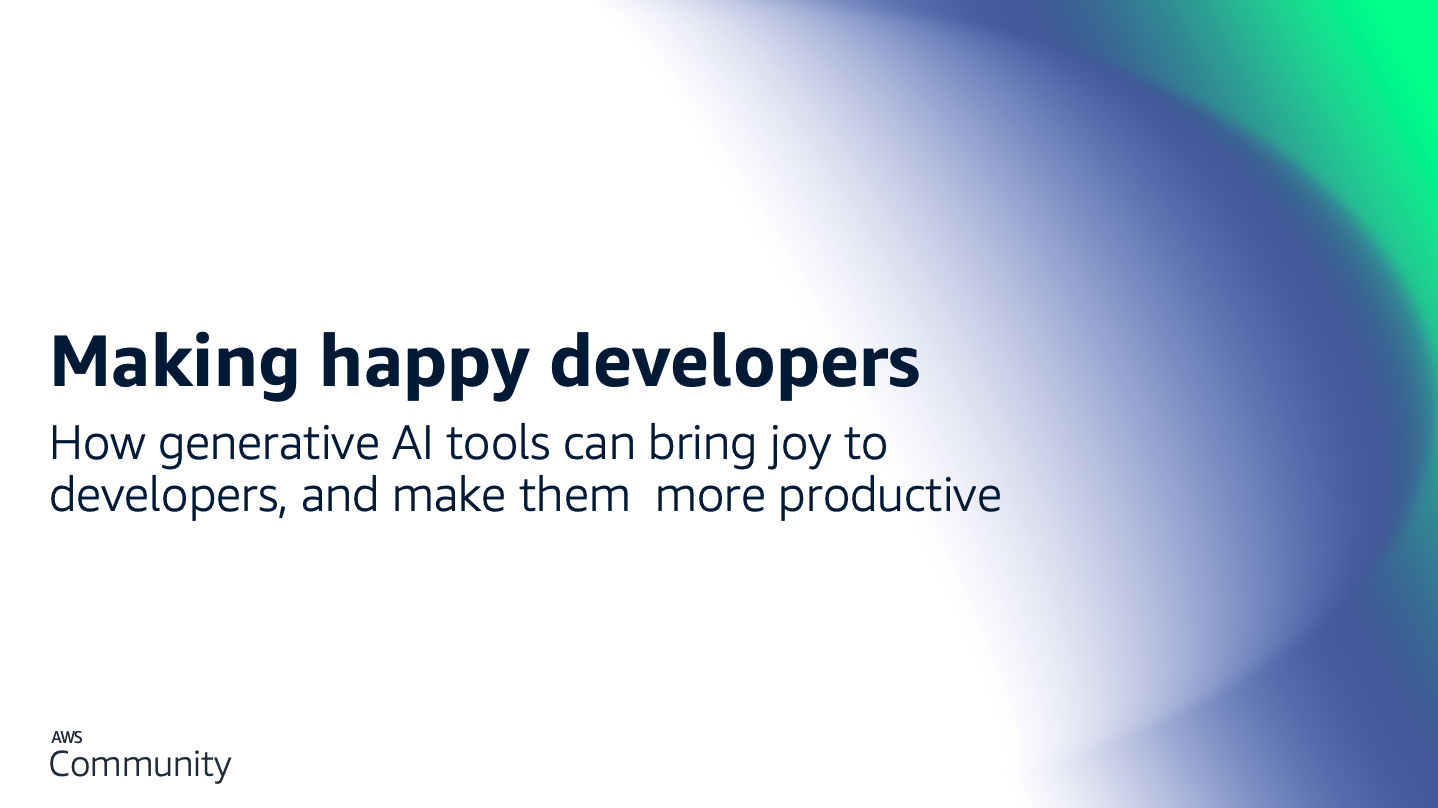 Making happy developers
How generative AI tools can bring joy to
developers, and make them  more productive
AWS
Community